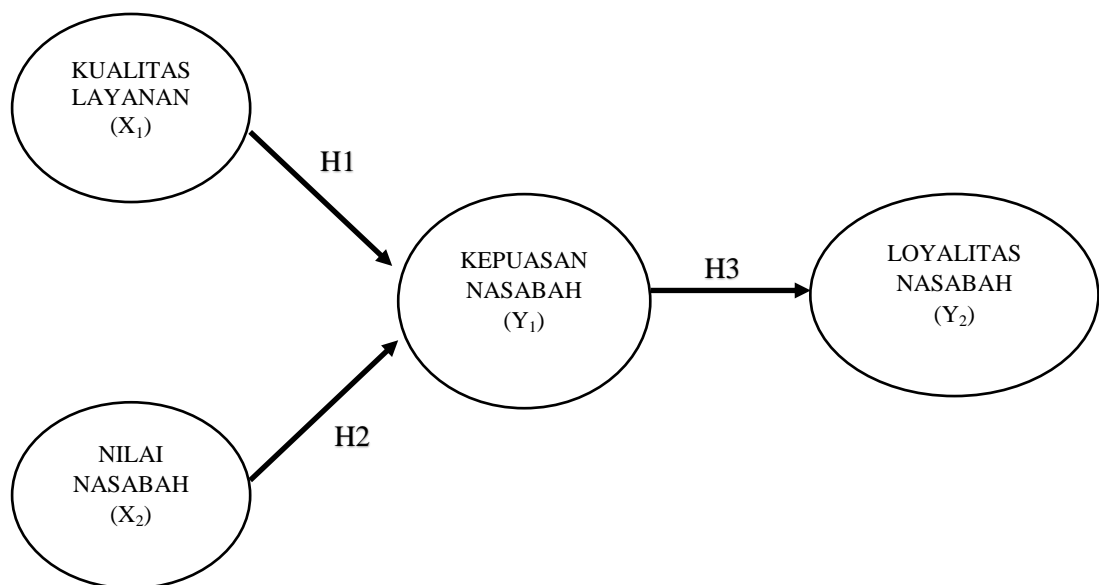 KUALITAS
LAYANAN
(X₁)
H1
KEPUASAN
NASABAH
(Y₁)
H3
LOYALITAS
NASABAH
(Y₂)
H2
NILAI
NASABAH
(X₂)